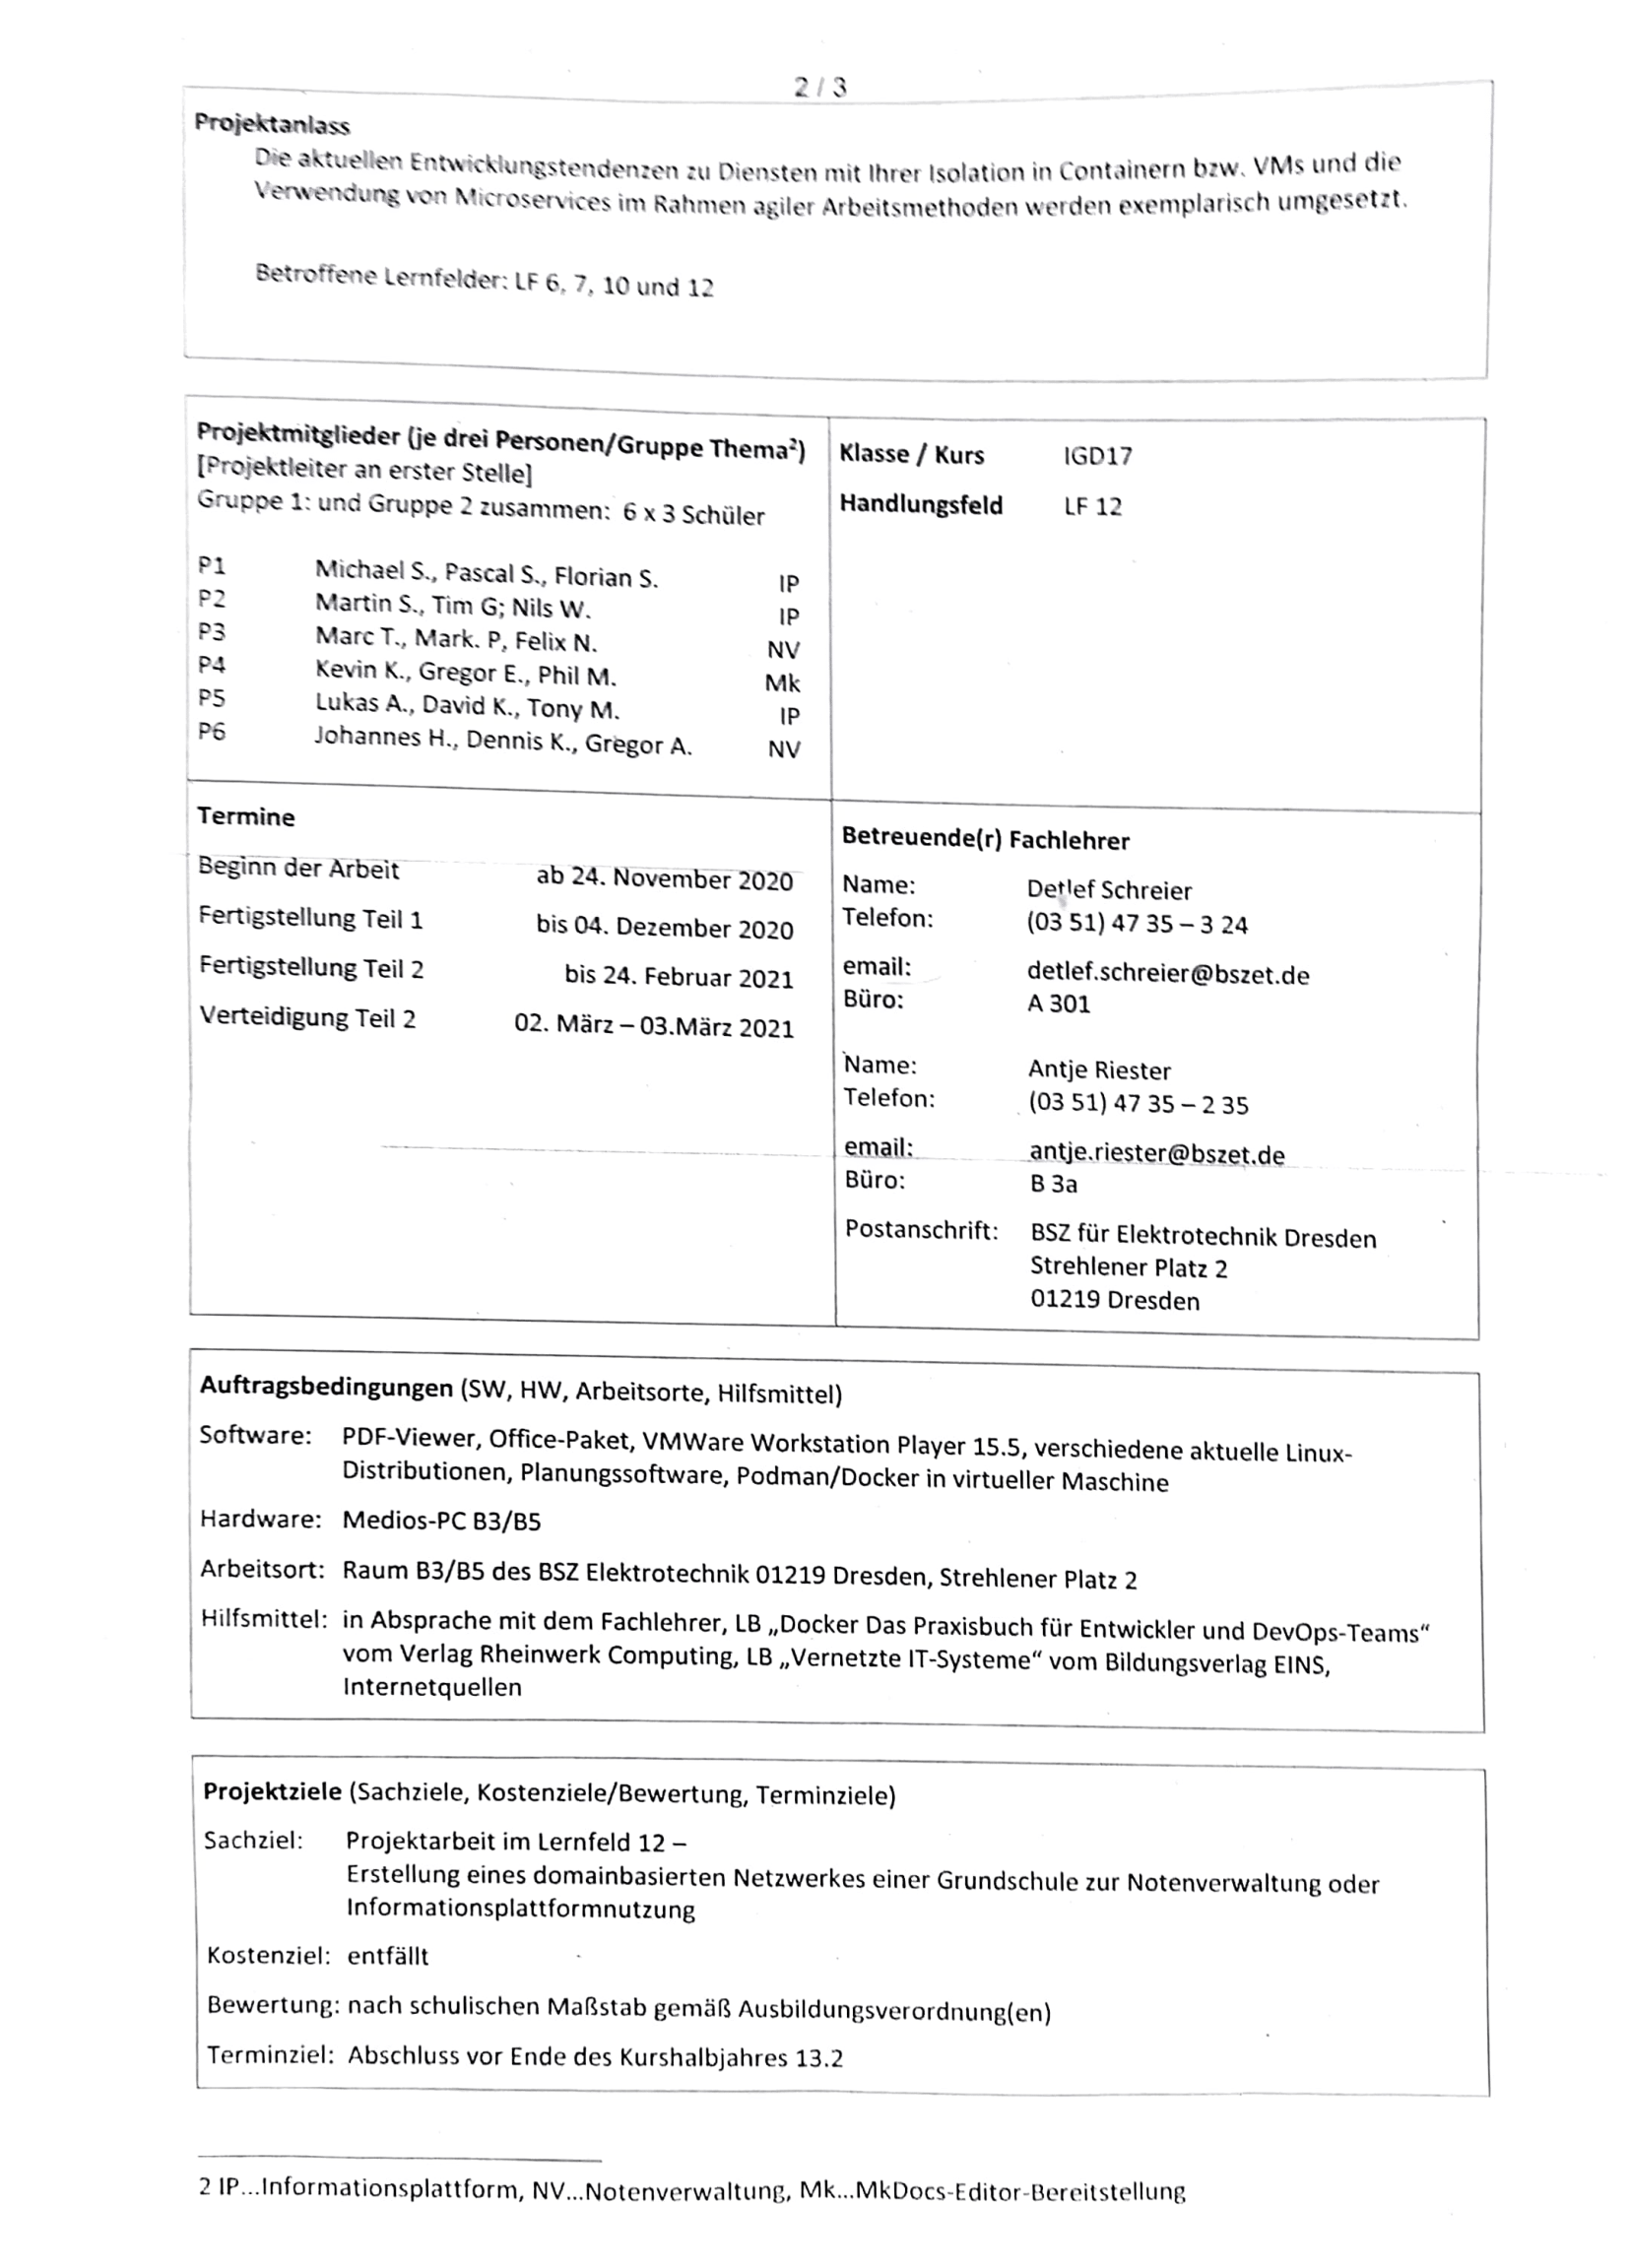 2 / 3
Projektanlass
Die aktuellen Entwicklungstendenzen zu Diensten mit Ihrer Isolation in Containern bzw. VMs und die
Verwendung von Microservices im Rahmen agiler Arbeitsmethoden werden exemplarisch umgesetzt.
Betroffene Lernfelder: LF 6, 7, 10 und 12
Projektmitglieder (je drei Personen/Gruppe Thema²)
[Projektleiter an erster Stelle]
Gruppe 1: und Gruppe 2 zusammen: 6 x 3 Schüler
P1 Michael S., Pascal S., Florian S. IP
P2 Martin S., Tim G; Nils W. IP
P3 Marc T., Mark. P, Felix N. NV
P4 Kevin K., Gregor E., Phil M. Mk
P5 Lukas A., David K., Tony M. IP
P6 Johannes H., Dennis K., Gregor A. NV
Klasse / Kurs IGD17
Handlungsfeld LF 12
Termine
Beginn der Arbeit ab 24. November 2020
Fertigstellung Teil 1 bis 04. Dezember 2020
Fertigstellung Teil 2 bis 24. Februar 2021
Verteidigung Teil 2 02. März – 03.März 2021
Betreuende(r) Fachlehrer
Name: Detlef Schreier
Telefon: (03 51) 47 35 – 3 24
email: detlef.schreier@bszet.de
Büro: A 301
Name: Antje Riester
Telefon: (03 51) 47 35 – 2 35
email: antje.riester@bszet.de
Büro: B 3a
Postanschrift: BSZ für Elektrotechnik Dresden
Strehlener Platz 2
01219 Dresden
Auftragsbedingungen (SW, HW, Arbeitsorte, Hilfsmittel)
Software: PDF-Viewer, Office-Paket, VMWare Workstation Player 15.5, verschiedene aktuelle Linux-
Distributionen, Planungssoftware, Podman/Docker in virtueller Maschine
Hardware: Medios-PC B3/B5
Arbeitsort: Raum B3/B5 des BSZ Elektrotechnik 01219 Dresden, Strehlener Platz 2
Hilfsmittel: in Absprache mit dem Fachlehrer, LB „Docker Das Praxisbuch für Entwickler und DevOps-Teams“
vom Verlag Rheinwerk Computing, LB „Vernetzte IT-Systeme“ vom Bildungsverlag EINS,
Internetquellen
Projektziele (Sachziele, Kostenziele/Bewertung, Terminziele)
Sachziel: Projektarbeit im Lernfeld 12 –
Erstellung eines domainbasierten Netzwerkes einer Grundschule zur Notenverwaltung oder
Informationsplattformnutzung
Kostenziel: entfällt
Bewertung: nach schulischen Maßstab gemäß Ausbildungsverordnung(en)
Terminziel: Abschluss vor Ende des Kurshalbjahres 13.2
2 IP...Informationsplattform, NV...Notenverwaltung, Mk...MkDocs-Editor-Bereitstellung